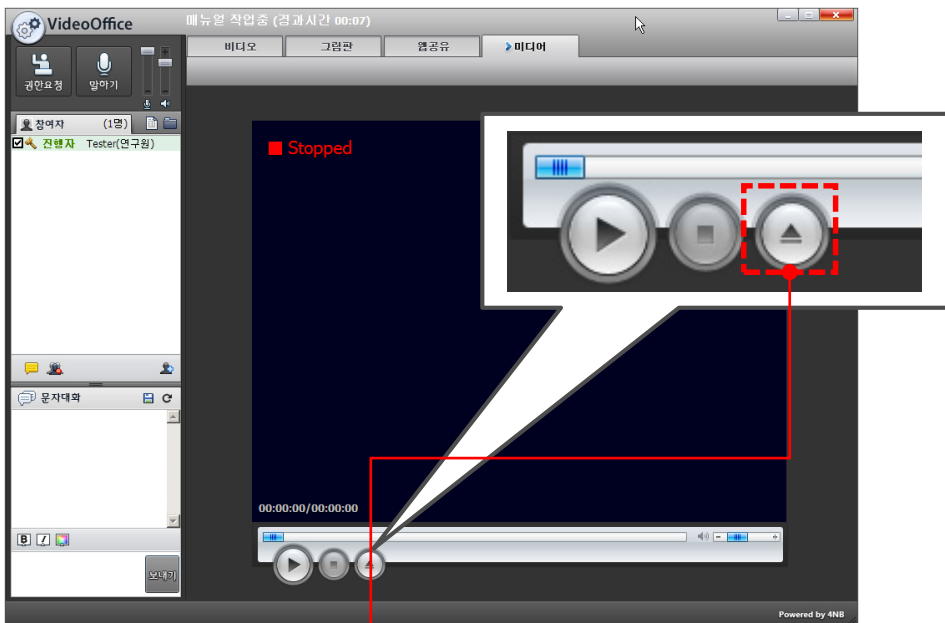 VideoOffice
매뉴얼 작업중 (경과시간 00:07)
비디오
그림판
웹공유
미디어
권한요청
말하기
참여자 (1명)
진행자 Tester(연구원)
Stopped
문자대화
00:00:00/00:00:00
B I
보내기
Powered by 4NB